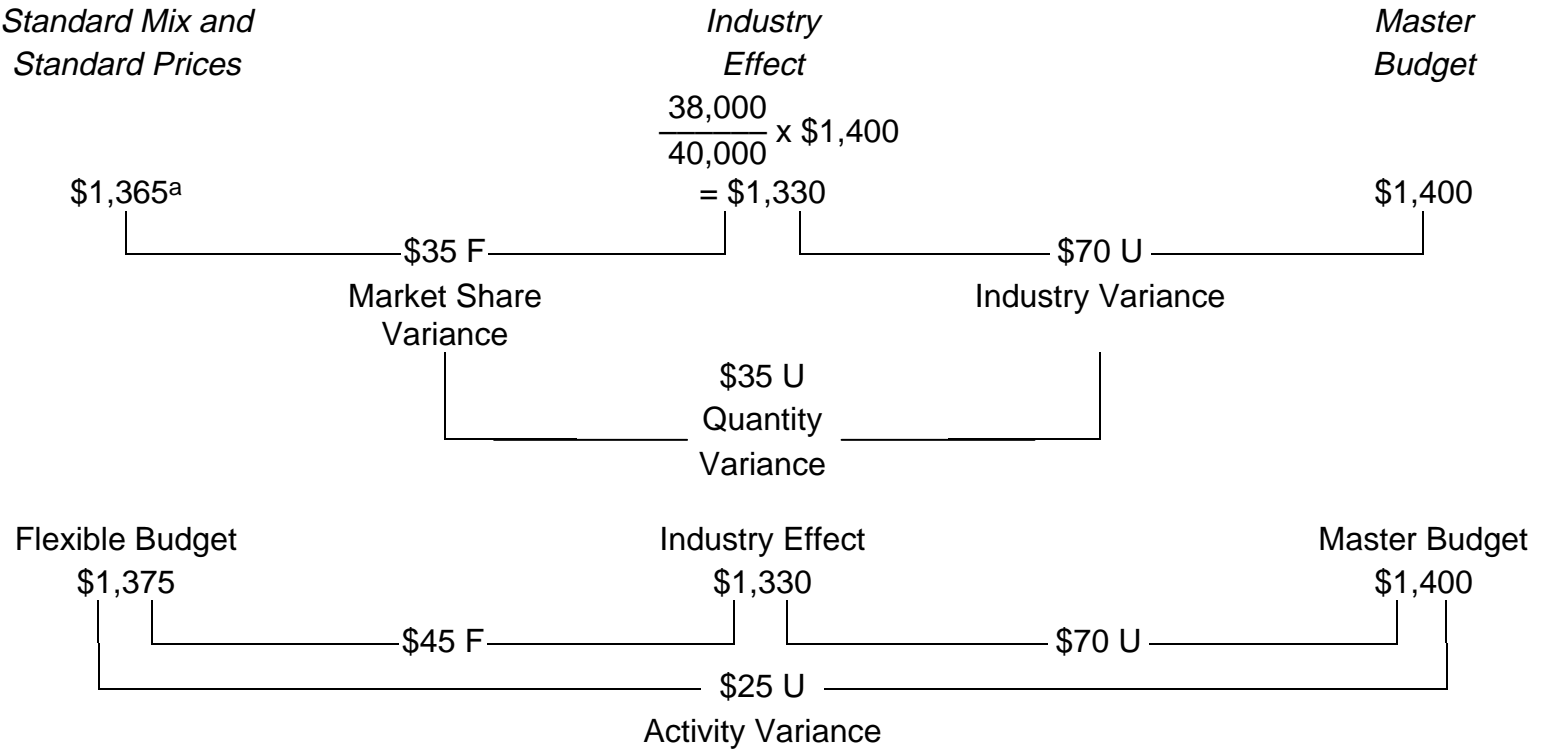 Standard Mix and Industry Master
Standard Prices Effect Budget
38,000
40,000 x $1,400
$1,365a = $1,330 $1,400
$35 F $70 U
Market Share Industry Variance
Variance
$35 U
Quantity
Variance
Flexible Budget Industry Effect Master Budget
$1,375 $1,330 $1,400
$45 F $70 U
$25 U
Activity Variance